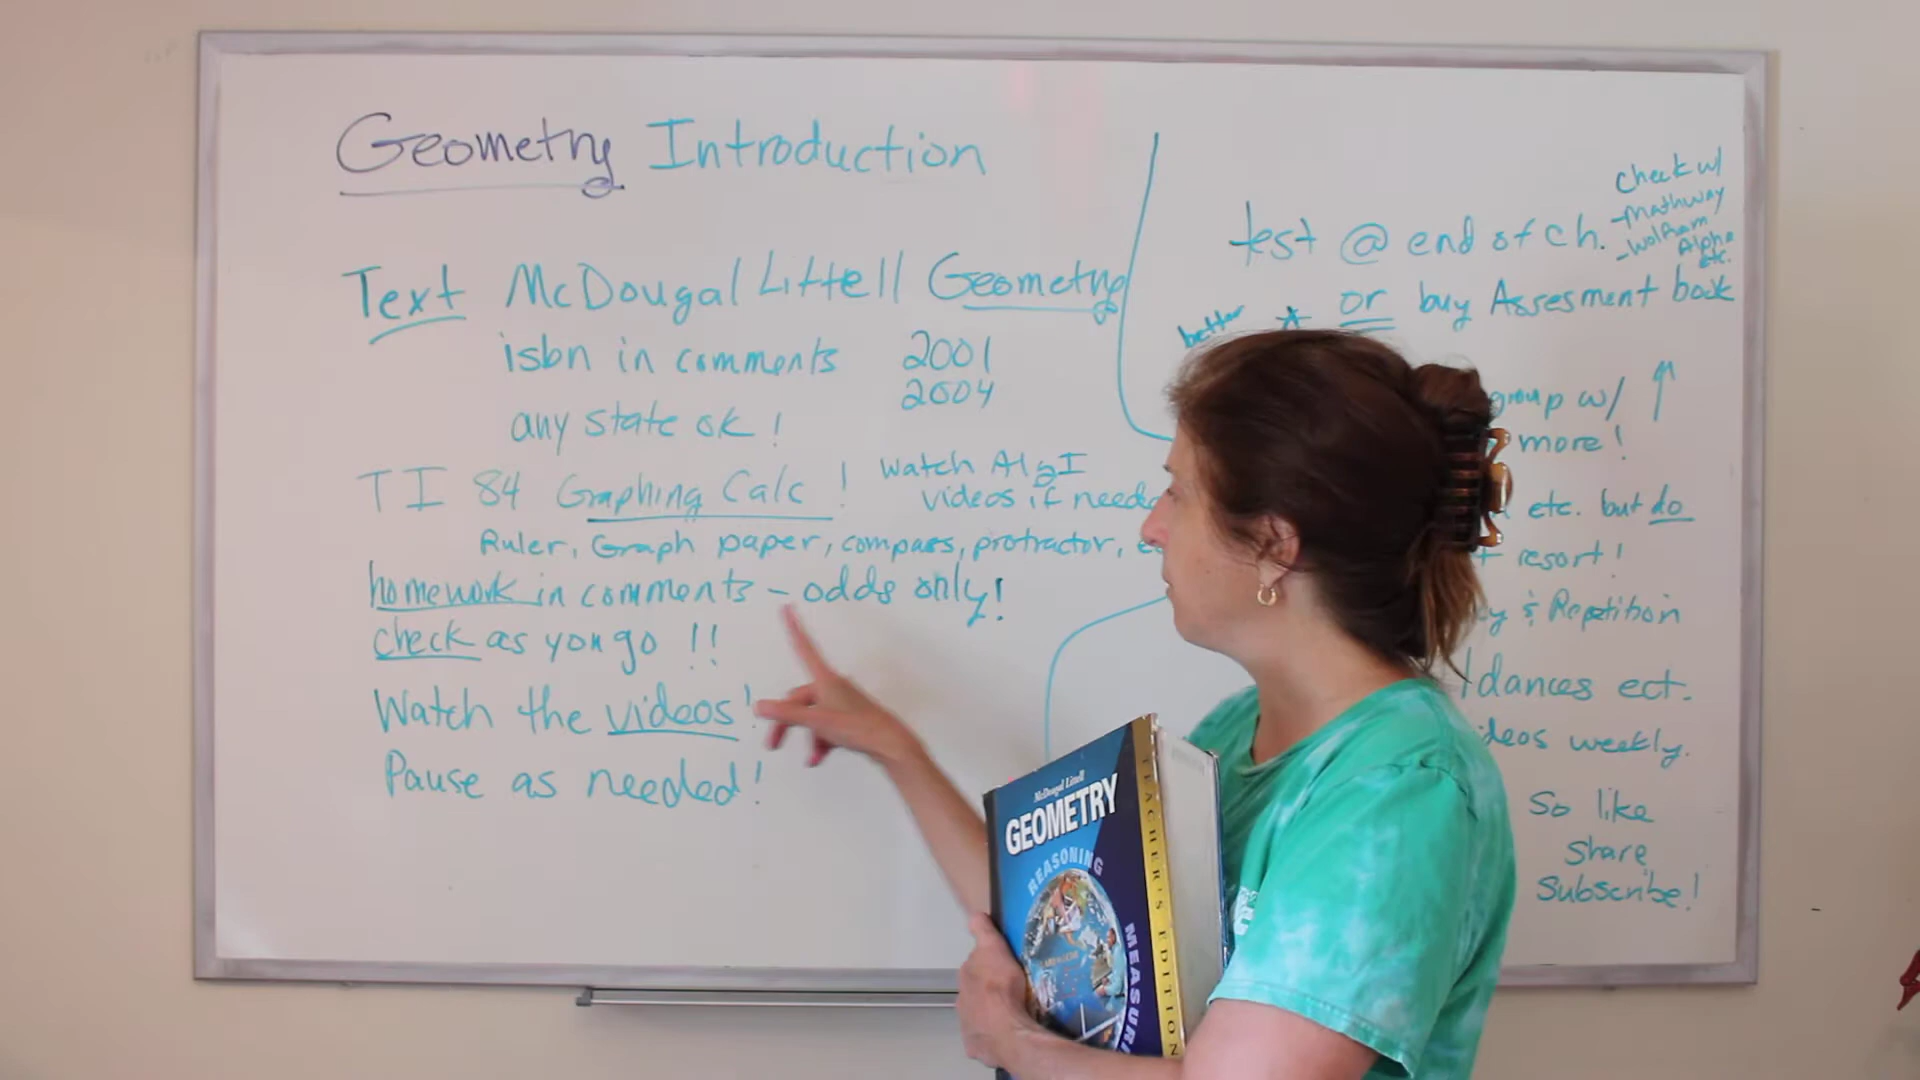 Geometry Introduction
Text McDougal Littell Geometry
isbn in comments 2001
2004
any state ok!
TI 84 Graphing Calc! Watch Alg I
videos if neede
Ruler, Graph paper, compass, protractor, e
homework in comments - odds only!
check as you go !!
Watch the videos!
Pause as needed!
check w/
-Mathway
-Wolfram
Alpha
etc.
test @ end of ch.
or buy Assesment book
better *
group w/ ↑
more!
etc. but do
resort!
y & Repetition
dances ect.
deos weekly.
So like
Share
Subscribe!
McDougal Littell
GEOMETRY
REASONING
MEASURI
TEACHER'S EDITION